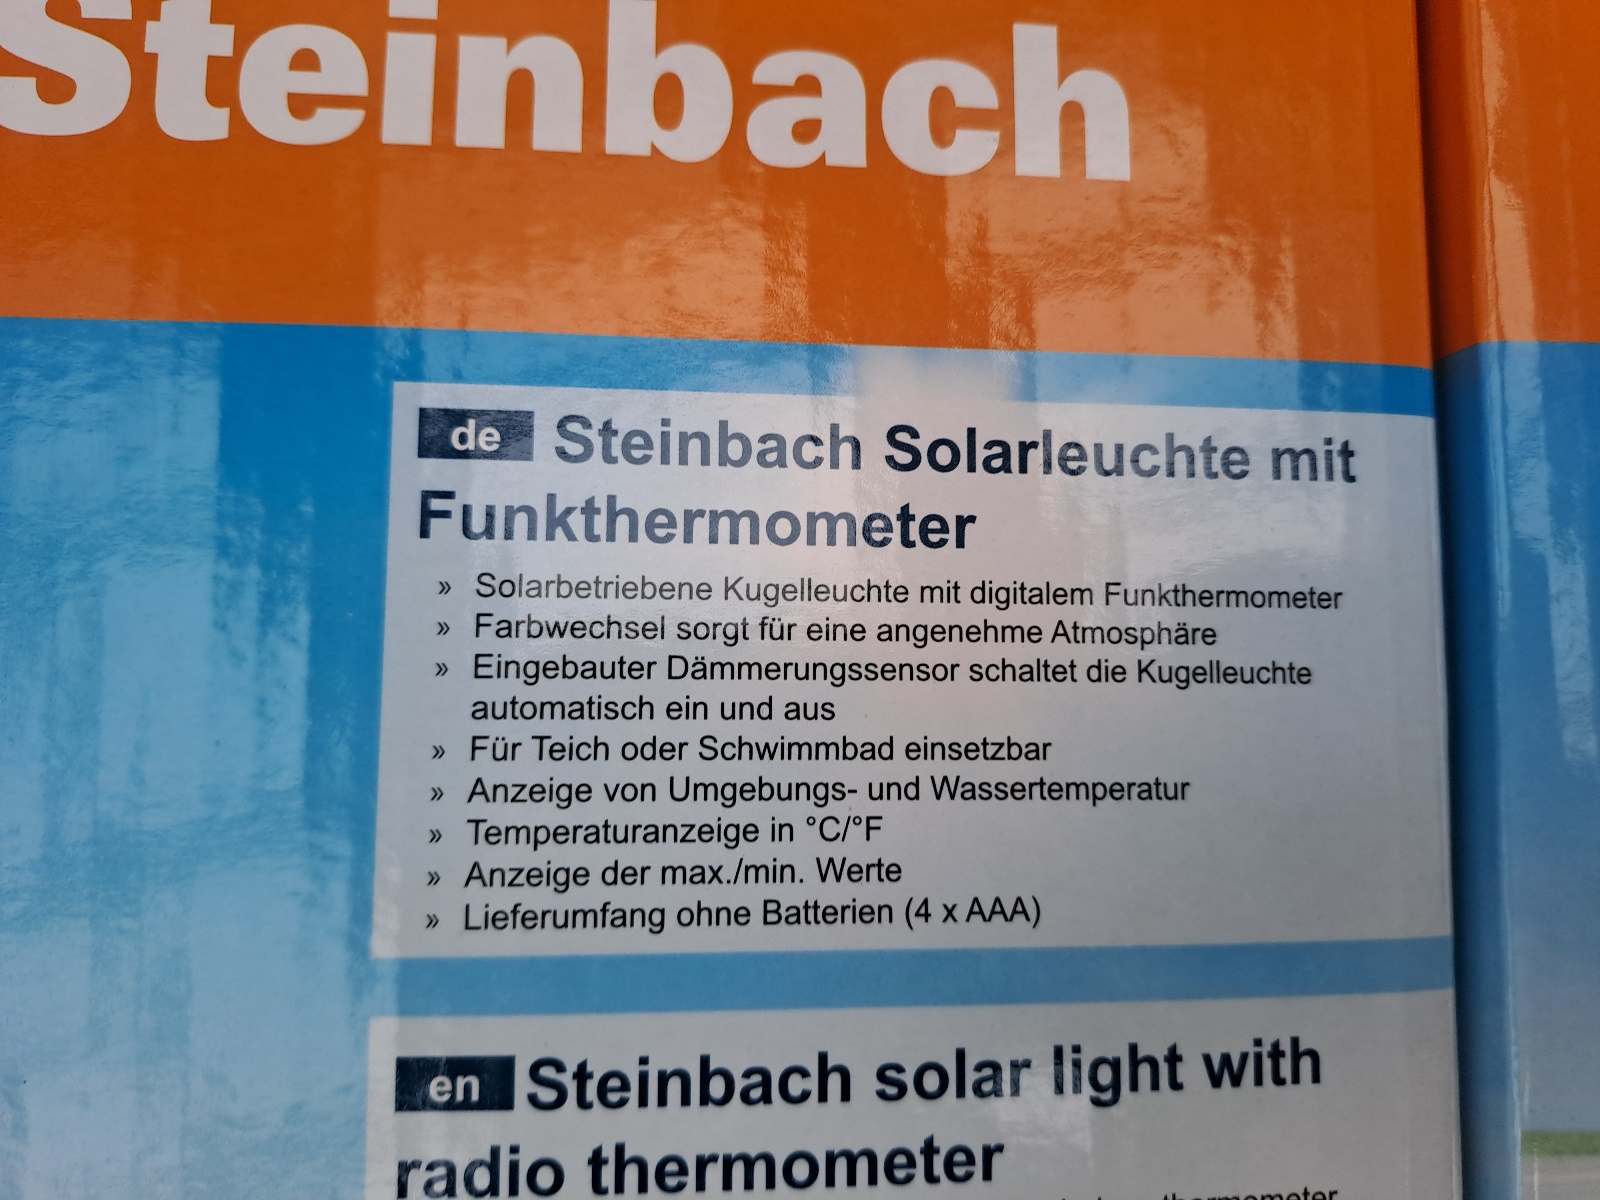 Steinbach
de Steinbach Solarleuchte mit
Funkthermometer
» Solarbetriebene Kugelleuchte mit digitalem Funkthermometer
» Farbwechsel sorgt für eine angenehme Atmosphäre
» Eingebauter Dämmerungssensor schaltet die Kugelleuchte
automatisch ein und aus
» Für Teich oder Schwimmbad einsetzbar
» Anzeige von Umgebungs- und Wassertemperatur
» Temperaturanzeige in °C/°F
» Anzeige der max./min. Werte
» Lieferumfang ohne Batterien (4 x AAA)
en Steinbach solar light with
radio thermometer
thermometer